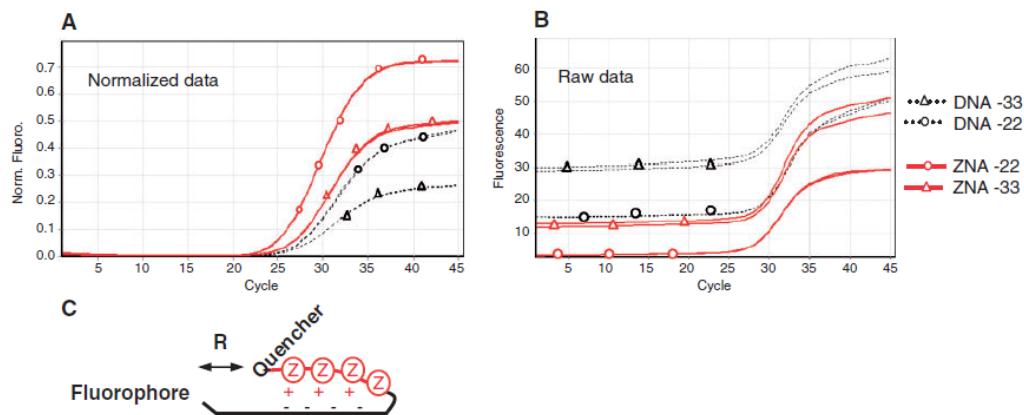 A
Normalized data
Norm. Fluoro.
0.7
0.6
0.5
0.4
0.3
0.2
0.1
0.0
5 10 15 20 25 30 35 40 45
Cycle
B
Raw data
Fluorescence
60
50
40
30
20
10
5 10 15 20 25 30 35 40 45
Cycle
DNA -33
DNA -22
ZNA -22
ZNA -33
C
R
Quencher
Z Z Z Z
+ + +
Fluorophore
- - - -